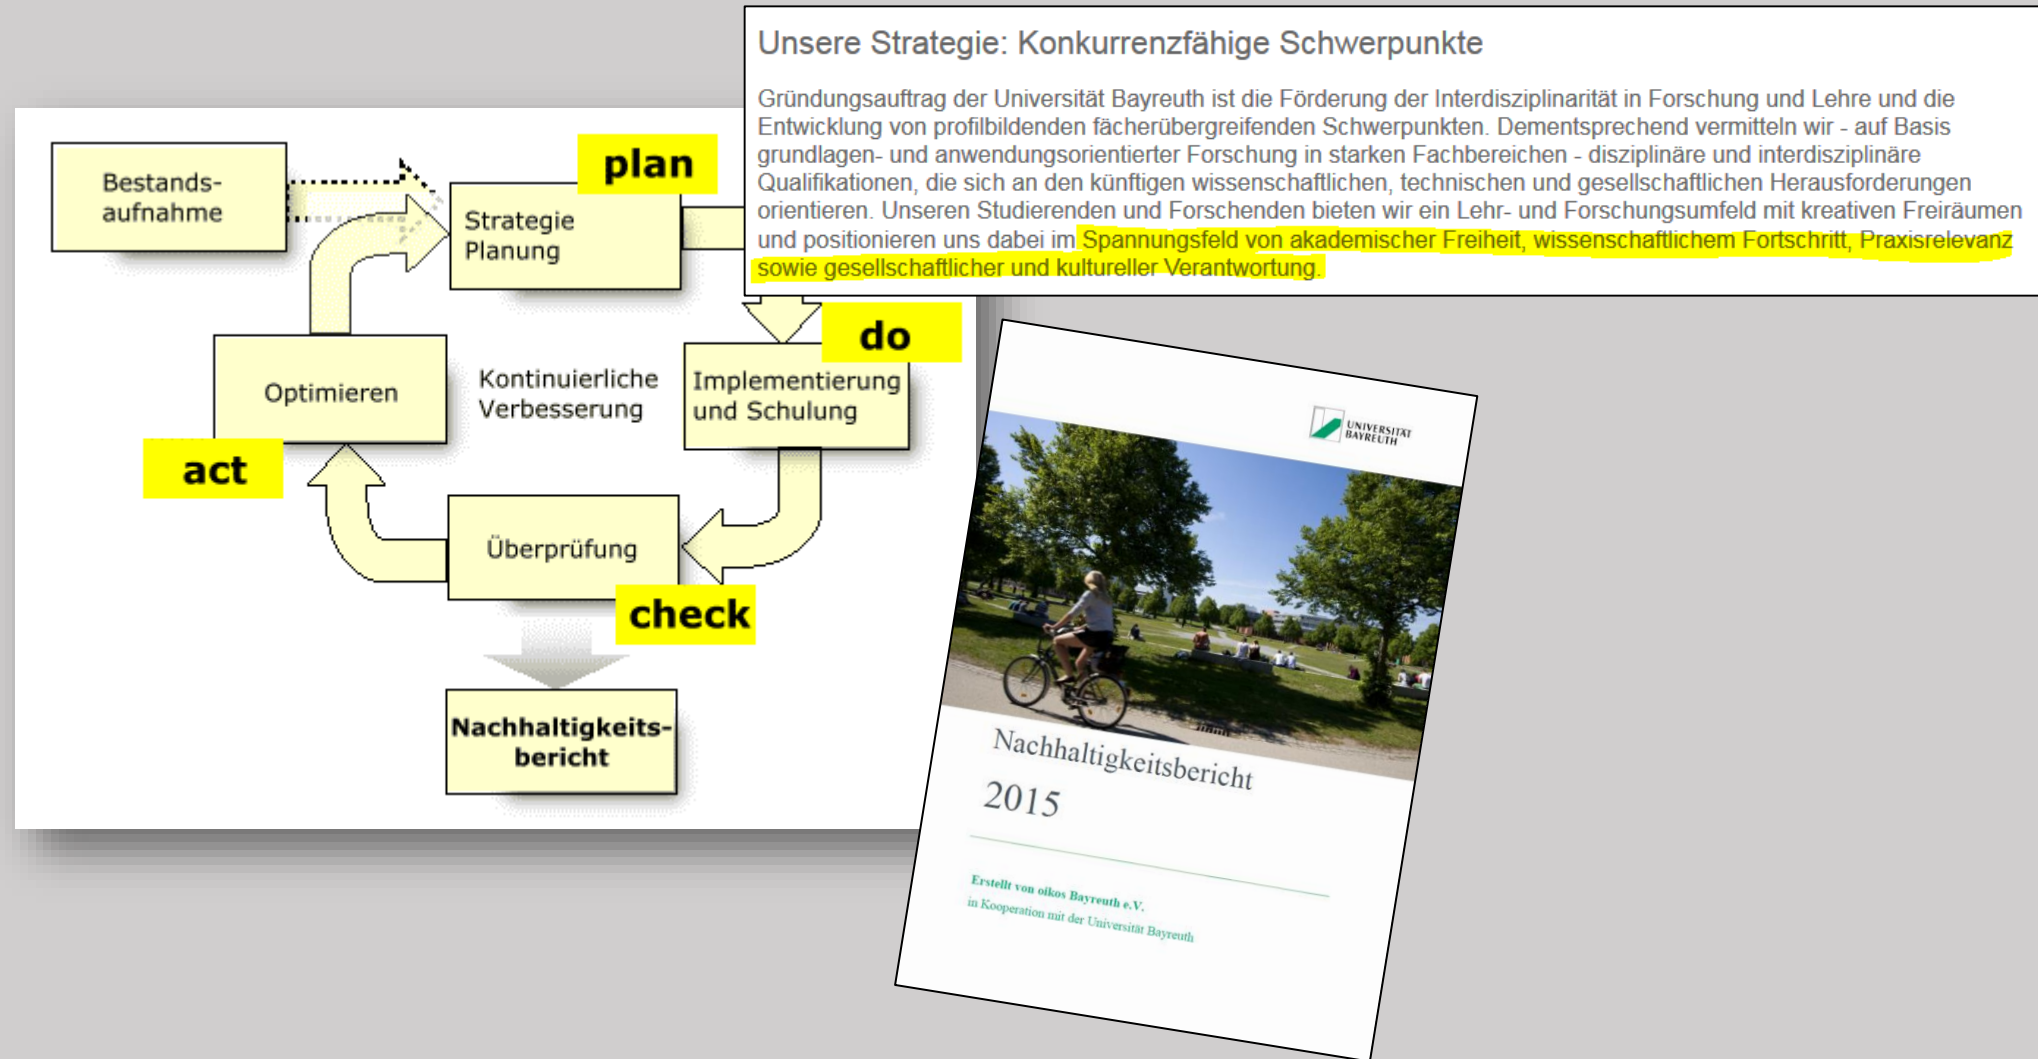 Unsere Strategie: Konkurrenzfähige Schwerpunkte
Gründungsauftrag der Universität Bayreuth ist die Förderung der Interdisziplinarität in Forschung und Lehre und die
Entwicklung von profilbildenden fächerübergreifenden Schwerpunkten. Dementsprechend vermitteln wir - auf Basis
grundlagen- und anwendungsorientierter Forschung in starken Fachbereichen - disziplinäre und interdisziplinäre
Qualifikationen, die sich an den künftigen wissenschaftlichen, technischen und gesellschaftlichen Herausforderungen
orientieren. Unseren Studierenden und Forschenden bieten wir ein Lehr- und Forschungsumfeld mit kreativen Freiräumen
und positionieren uns dabei im Spannungsfeld von akademischer Freiheit, wissenschaftlichem Fortschritt, Praxisrelevanz
sowie gesellschaftlicher und kultureller Verantwortung.
Bestands-
aufnahme
plan
Strategie
Planung
do
Implementierung
und Schulung
Kontinuierliche
Verbesserung
Optimieren
act
Überprüfung
check
Nachhaltigkeits-
bericht
UNIVERSITÄT
BAYREUTH
Nachhaltigkeitsbericht
2015
Erstellt von oikos Bayreuth e.V.
in Kooperation mit der Universität Bayreuth